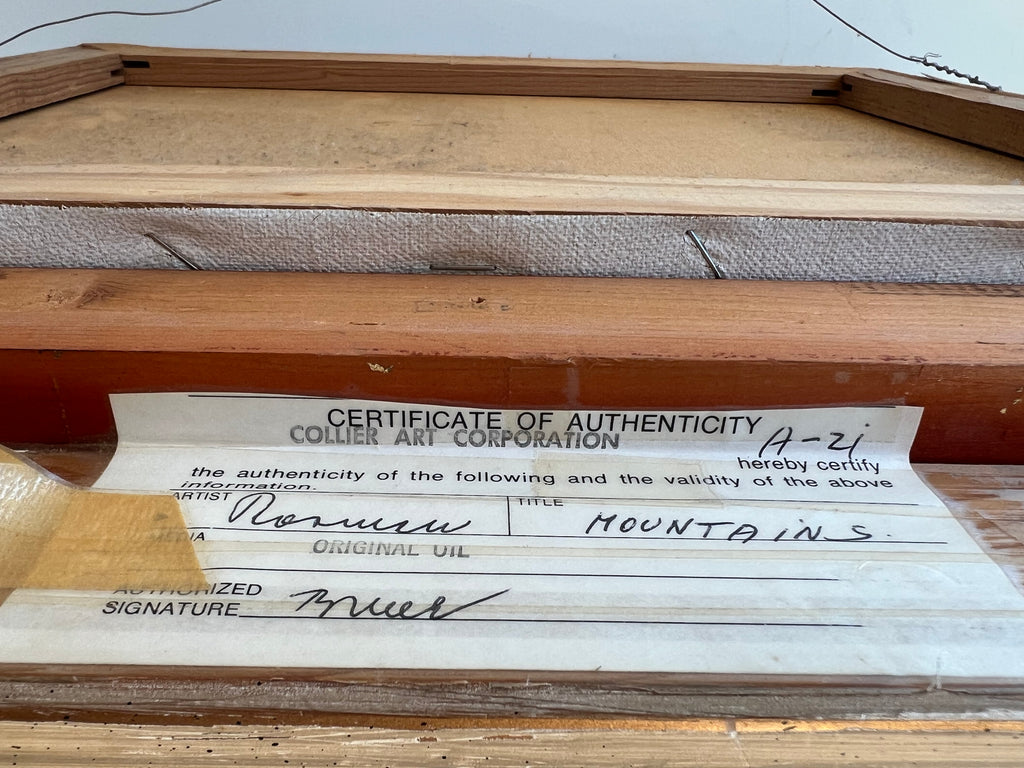 CERTIFICATE OF AUTHENTICITY
COLLIER ART CORPORATION
A-21
hereby certify
the authenticity of the following and the validity of the above
information.
ARTIST TITLE MOUNTAINS.
ORIGINAL OIL
AUTHORIZED
SIGNATURE